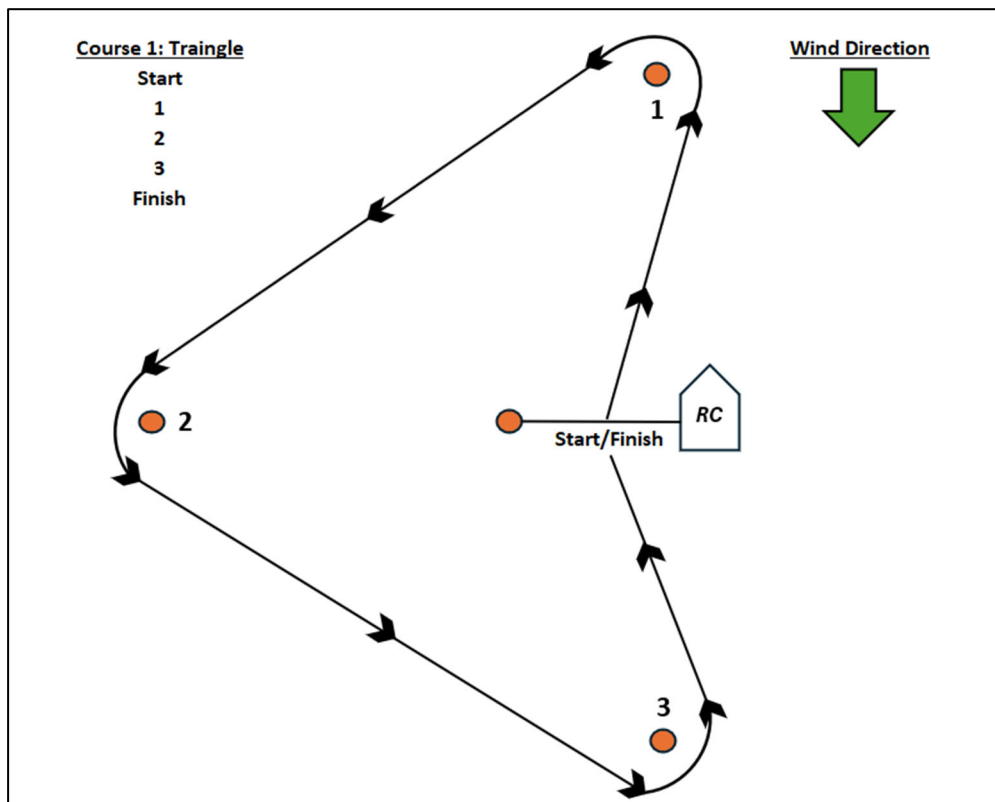 Course 1: Traingle
Start
1
2
3
Finish
Wind Direction
1
2
RC
Start/Finish
3